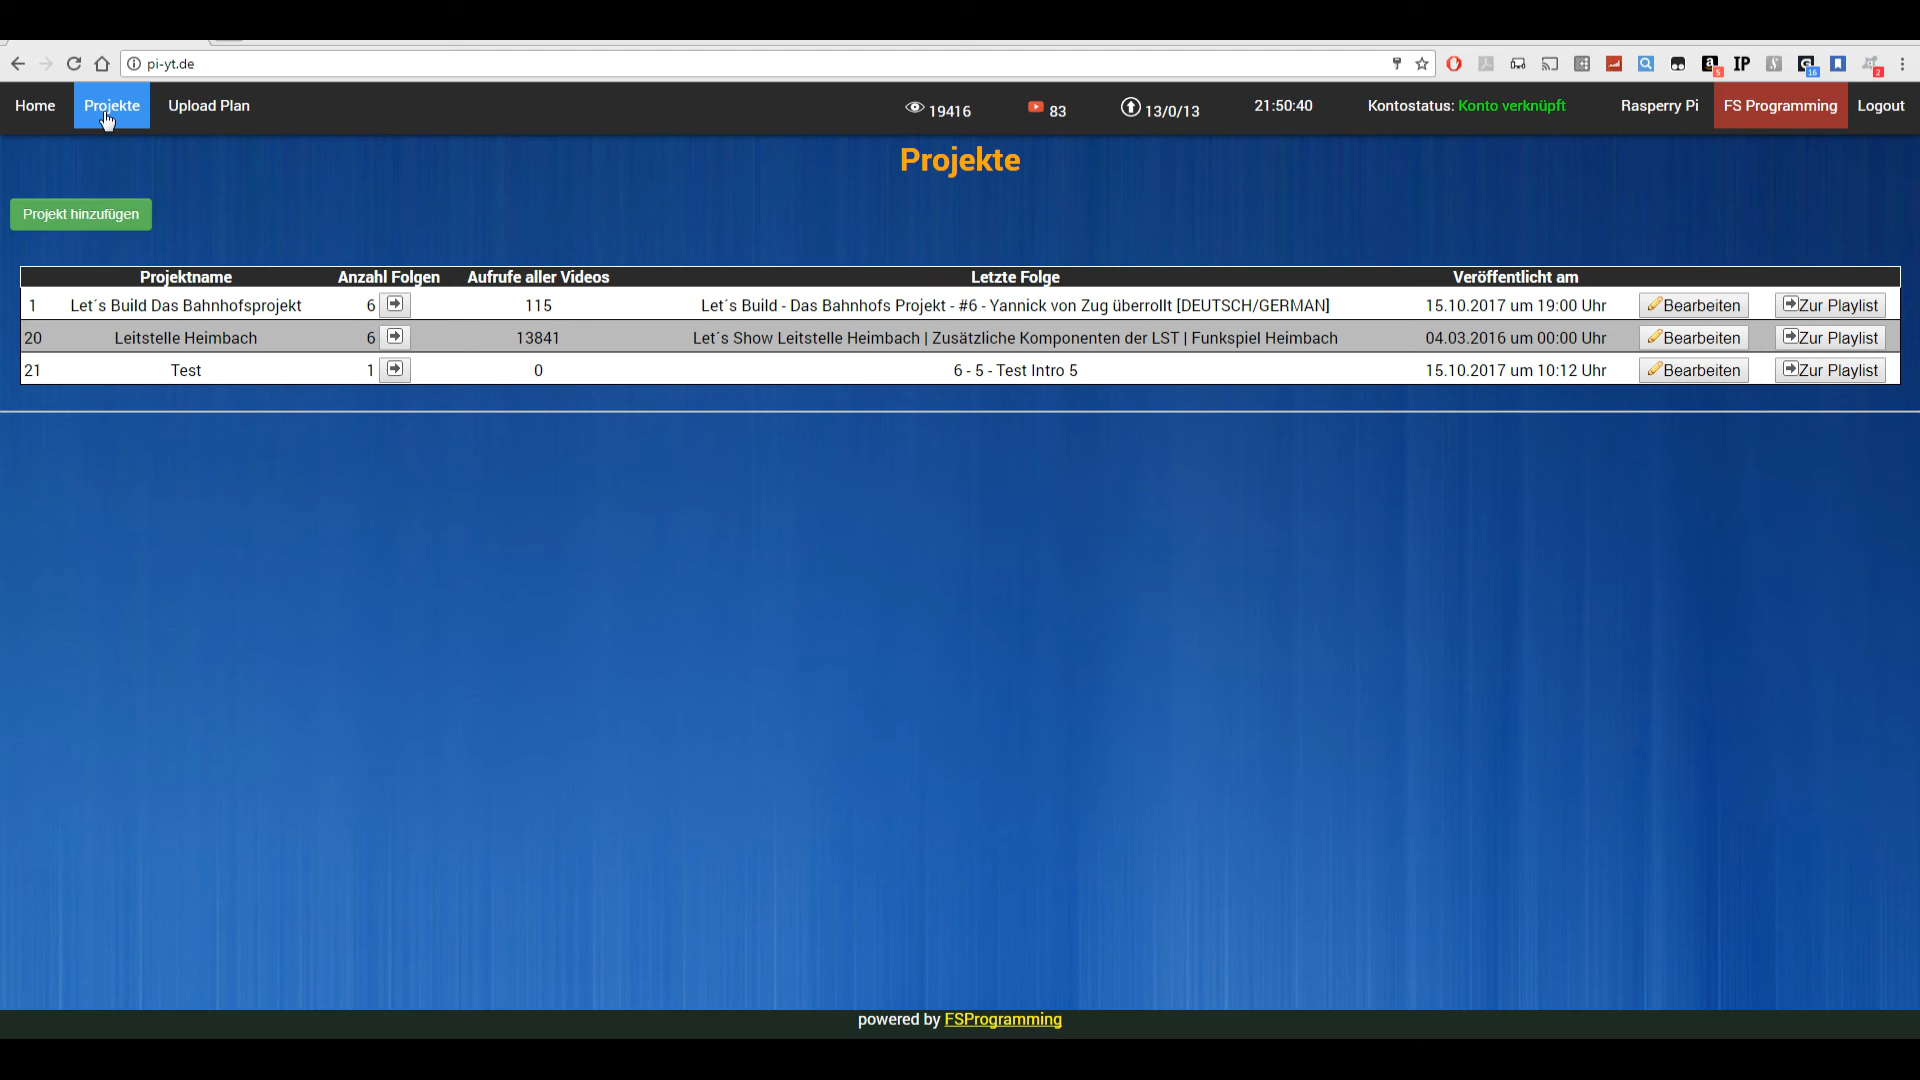 pi-yt.de
IP
5
16
2
Home Projekte Upload Plan 19416 83 13/0/13 21:50:40 Kontostatus: Konto verknüpft Rasperry Pi FS Programming Logout
Projekte
Projekt hinzufügen
Projektname Anzahl Folgen Aufrufe aller Videos Letzte Folge Veröffentlicht am
1 Let´s Build Das Bahnhofsprojekt 6 115 Let´s Build - Das Bahnhofs Projekt - #6 - Yannick von Zug überrollt [DEUTSCH/GERMAN] 15.10.2017 um 19:00 Uhr Bearbeiten Zur Playlist
20 Leitstelle Heimbach 6 13841 Let´s Show Leitstelle Heimbach | Zusätzliche Komponenten der LST | Funkspiel Heimbach 04.03.2016 um 00:00 Uhr Bearbeiten Zur Playlist
21 Test 1 0 6 - 5 - Test Intro 5 15.10.2017 um 10:12 Uhr Bearbeiten Zur Playlist
powered by FSProgramming